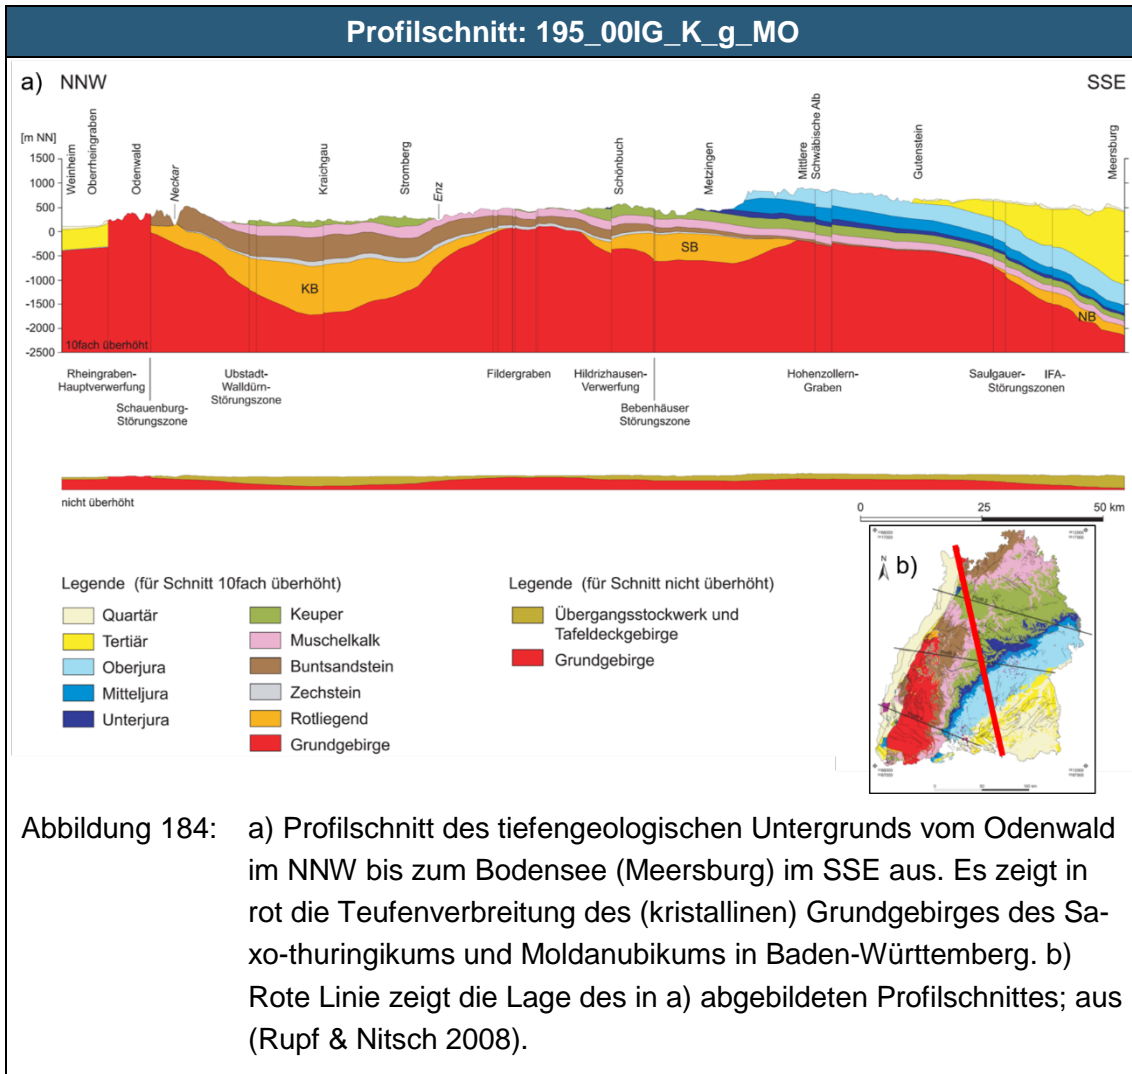 Profilschnitt: 195_00IG_K_g_MO
a) NNW
SSE
[m NN]
Weinheim
Oberrheingraben
Odenwald
Neckar
Kraichgau
Stromberg
Enz
Schönbuch
Metzingen
Mittlere
Schwäbische Alb
Gutenstein
Meersburg
1500
1000
500
0
-500
-1000
-1500
-2000
-2500
KB
SB
NB
10fach überhöht
Rheingraben-
Hauptverwerfung
Schauenburg-
Störungszone
Ubstadt-
Walldürn-
Störungszone
Fildergraben
Hildrizhausen-
Verwerfung
Bebenhäuser
Störungszone
Hohenzollern-
Graben
Saulgauer- IFA-
Störungszonen
nicht überhöht
0 25 50 km
Legende (für Schnitt 10fach überhöht)
Quartär
Tertiär
Oberjura
Mitteljura
Unterjura
Keuper
Muschelkalk
Buntsandstein
Zechstein
Rotliegend
Grundgebirge
Legende (für Schnitt nicht überhöht)
Übergangsstockwerk und
Tafeldeckgebirge
Grundgebirge
b)
N
Abbildung 184: a) Profilschnitt des tiefengeologischen Untergrunds vom Odenwald
im NNW bis zum Bodensee (Meersburg) im SSE aus. Es zeigt in
rot die Teufenverbreitung des (kristallinen) Grundgebirges des Sa-
xo-thuringikums und Moldanubikums in Baden-Württemberg. b)
Rote Linie zeigt die Lage des in a) abgebildeten Profilschnittes; aus
(Rupf & Nitsch 2008).